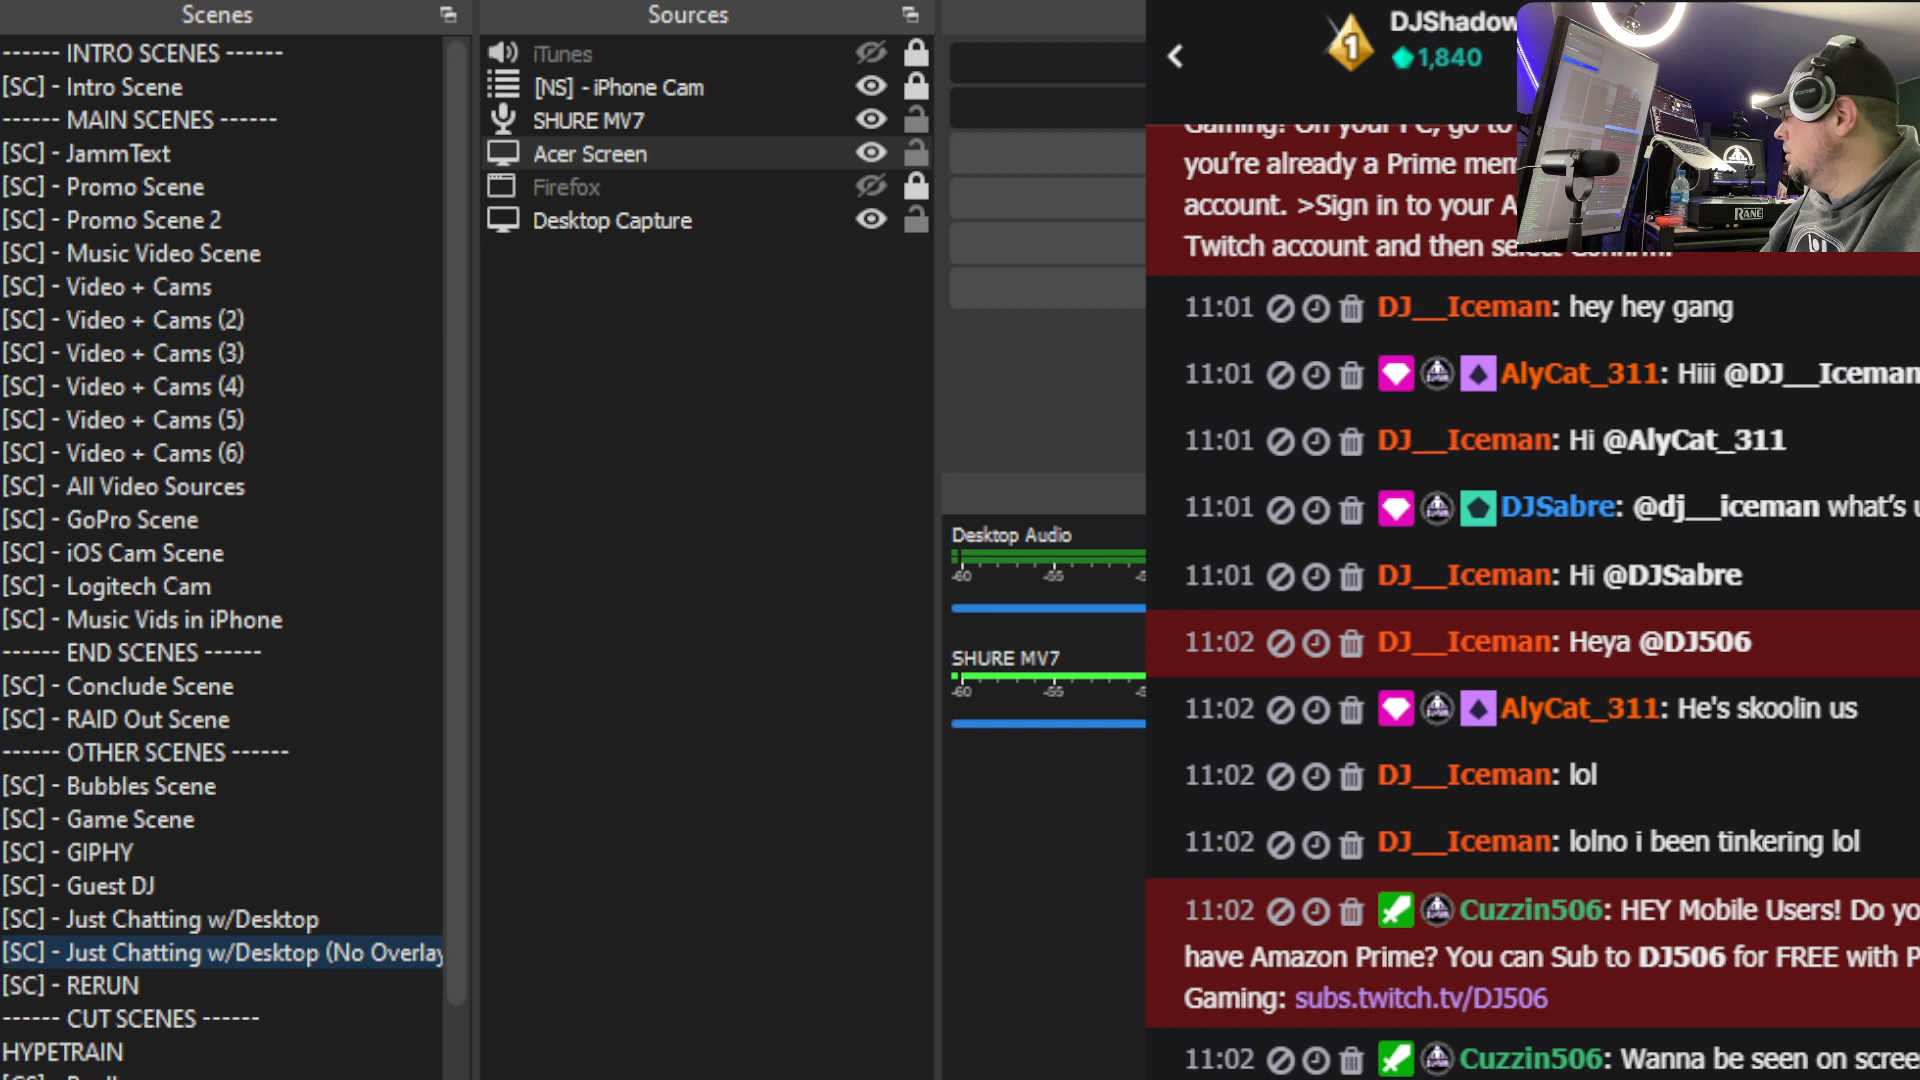 Scenes
------ INTRO SCENES ------
[SC] - Intro Scene
------ MAIN SCENES ------
[SC] - JammText
[SC] - Promo Scene
[SC] - Promo Scene 2
[SC] - Music Video Scene
[SC] - Video + Cams
[SC] - Video + Cams (2)
[SC] - Video + Cams (3)
[SC] - Video + Cams (4)
[SC] - Video + Cams (5)
[SC] - Video + Cams (6)
[SC] - All Video Sources
[SC] - GoPro Scene
[SC] - iOS Cam Scene
[SC] - Logitech Cam
[SC] - Music Vids in iPhone
------ END SCENES ------
[SC] - Conclude Scene
[SC] - RAID Out Scene
------ OTHER SCENES ------
[SC] - Bubbles Scene
[SC] - Game Scene
[SC] - GIPHY
[SC] - Guest DJ
[SC] - Just Chatting w/Desktop
[SC] - Just Chatting w/Desktop (No Overlay
[SC] - RERUN
------ CUT SCENES ------
HYPETRAIN
Sources
iTunes
[NS] - iPhone Cam
SHURE MV7
Acer Screen
Firefox
Desktop Capture
Desktop Audio
-60 -55
SHURE MV7
-60 -55
1
DJShadow
1,840
Gaming! On your PC, go to
you're already a Prime mem
account. >Sign in to your A
Twitch account and then select Confirm.
RANE
11:01 DJ__Iceman: hey hey gang
11:01 AlyCat_311: Hiii @DJ__Iceman
11:01 DJ__Iceman: Hi @AlyCat_311
11:01 DJSabre: @dj__iceman what's u
11:01 DJ__Iceman: Hi @DJSabre
11:02 DJ__Iceman: Heya @DJ506
11:02 AlyCat_311: He's skoolin us
11:02 DJ__Iceman: lol
11:02 DJ__Iceman: lolno i been tinkering lol
11:02 Cuzzin506: HEY Mobile Users! Do yo
have Amazon Prime? You can Sub to DJ506 for FREE with P
Gaming: subs.twitch.tv/DJ506
11:02 Cuzzin506: Wanna be seen on scree